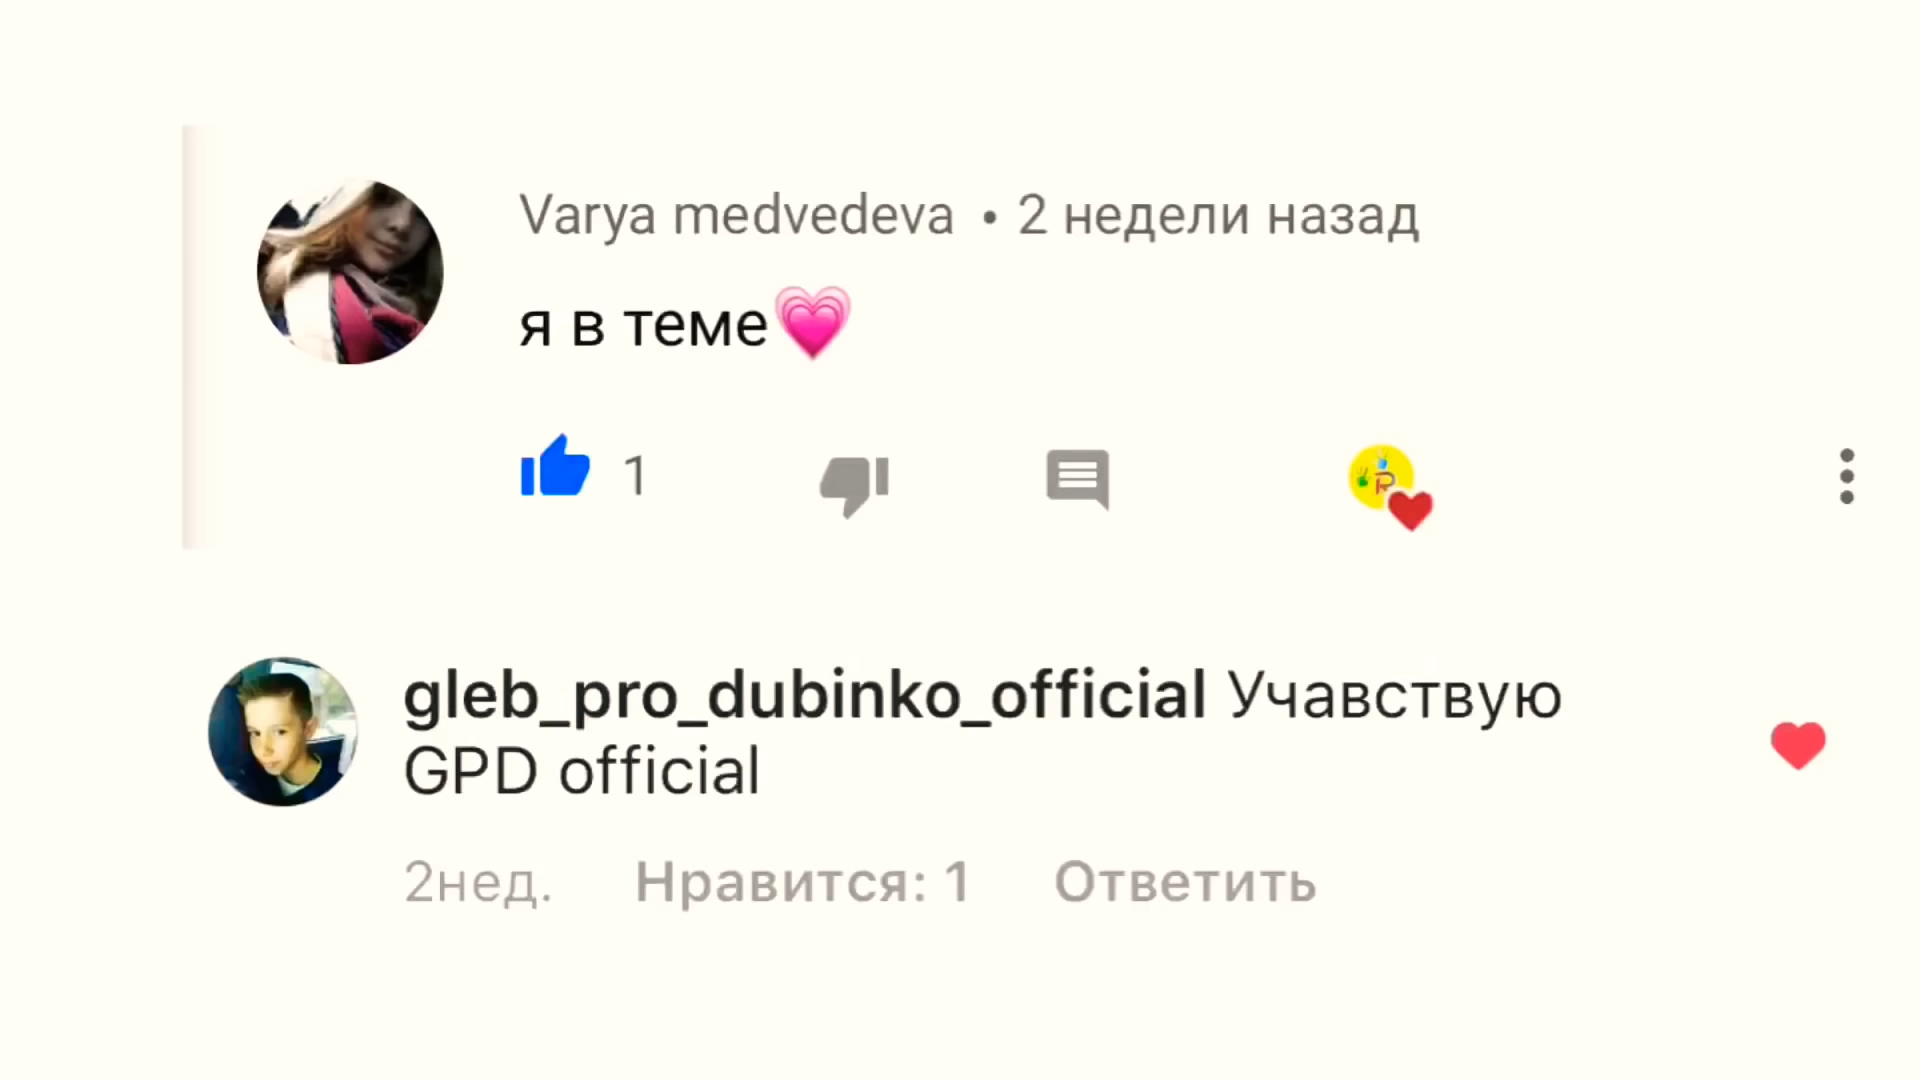 Varya medvedeva • 2 недели назад
я в теме💗
1
gleb_pro_dubinko_official Учавствую
GPD official
2нед. Нравится: 1 Ответить